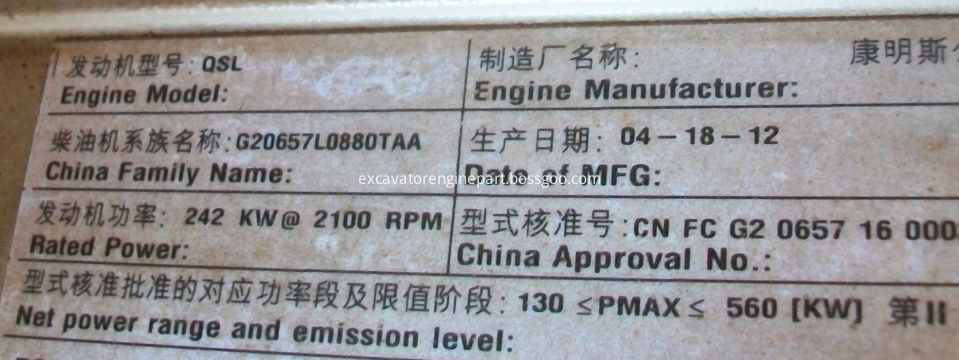 发动机型号: QSL
Engine Model:
制造厂名称: 康明斯
Engine Manufacturer:
柴油机系族名称:G20657L0880TAA
China Family Name:
生产日期: 04-18-12
Date of MFG:
excavatorenginepart.bossgoo.com
发动机功率: 242 KW@ 2100 RPM
Rated Power:
型式核准号:CN FC G2 0657 16 000
China Approval No.:
型式核准批准的对应功率段及限值阶段: 130 ≤PMAX≤ 560 [KW] 第II
Net power range and emission level: